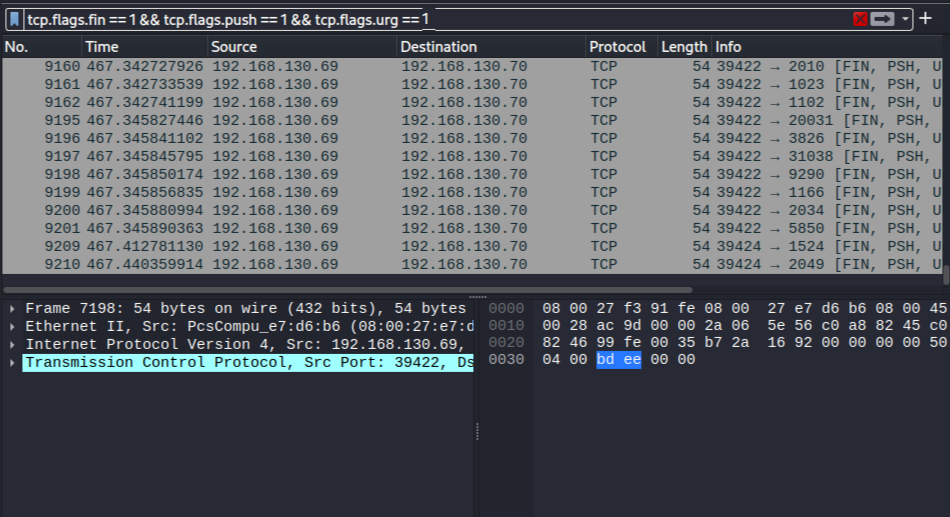 tcp.flags.fin == 1 && tcp.flags.push == 1 && tcp.flags.urg == 1
No. Time Source Destination Protocol Length Info
9160 467.342727926 192.168.130.69 192.168.130.70 TCP 54 39422 → 2010 [FIN, PSH, U
9161 467.342733539 192.168.130.69 192.168.130.70 TCP 54 39422 → 1023 [FIN, PSH, U
9162 467.342741199 192.168.130.69 192.168.130.70 TCP 54 39422 → 1102 [FIN, PSH, U
9195 467.345827446 192.168.130.69 192.168.130.70 TCP 54 39422 → 20031 [FIN, PSH,
9196 467.345841102 192.168.130.69 192.168.130.70 TCP 54 39422 → 3826 [FIN, PSH, U
9197 467.345845795 192.168.130.69 192.168.130.70 TCP 54 39422 → 31038 [FIN, PSH,
9198 467.345850174 192.168.130.69 192.168.130.70 TCP 54 39422 → 9290 [FIN, PSH, U
9199 467.345856835 192.168.130.69 192.168.130.70 TCP 54 39422 → 1166 [FIN, PSH, U
9200 467.345880994 192.168.130.69 192.168.130.70 TCP 54 39422 → 2034 [FIN, PSH, U
9201 467.345890363 192.168.130.69 192.168.130.70 TCP 54 39422 → 5850 [FIN, PSH, U
9209 467.412781130 192.168.130.69 192.168.130.70 TCP 54 39424 → 1524 [FIN, PSH, U
9210 467.440359914 192.168.130.69 192.168.130.70 TCP 54 39424 → 2049 [FIN, PSH, U
Frame 7198: 54 bytes on wire (432 bits), 54 bytes
Ethernet II, Src: PcsCompu_e7:d6:b6 (08:00:27:e7:d
Internet Protocol Version 4, Src: 192.168.130.69,
Transmission Control Protocol, Src Port: 39422, Ds
0000 08 00 27 f3 91 fe 08 00 27 e7 d6 b6 08 00 45
0010 00 28 ac 9d 00 00 2a 06 5e 56 c0 a8 82 45 c0
0020 82 46 99 fe 00 35 b7 2a 16 92 00 00 00 00 50
0030 04 00 bd ee 00 00